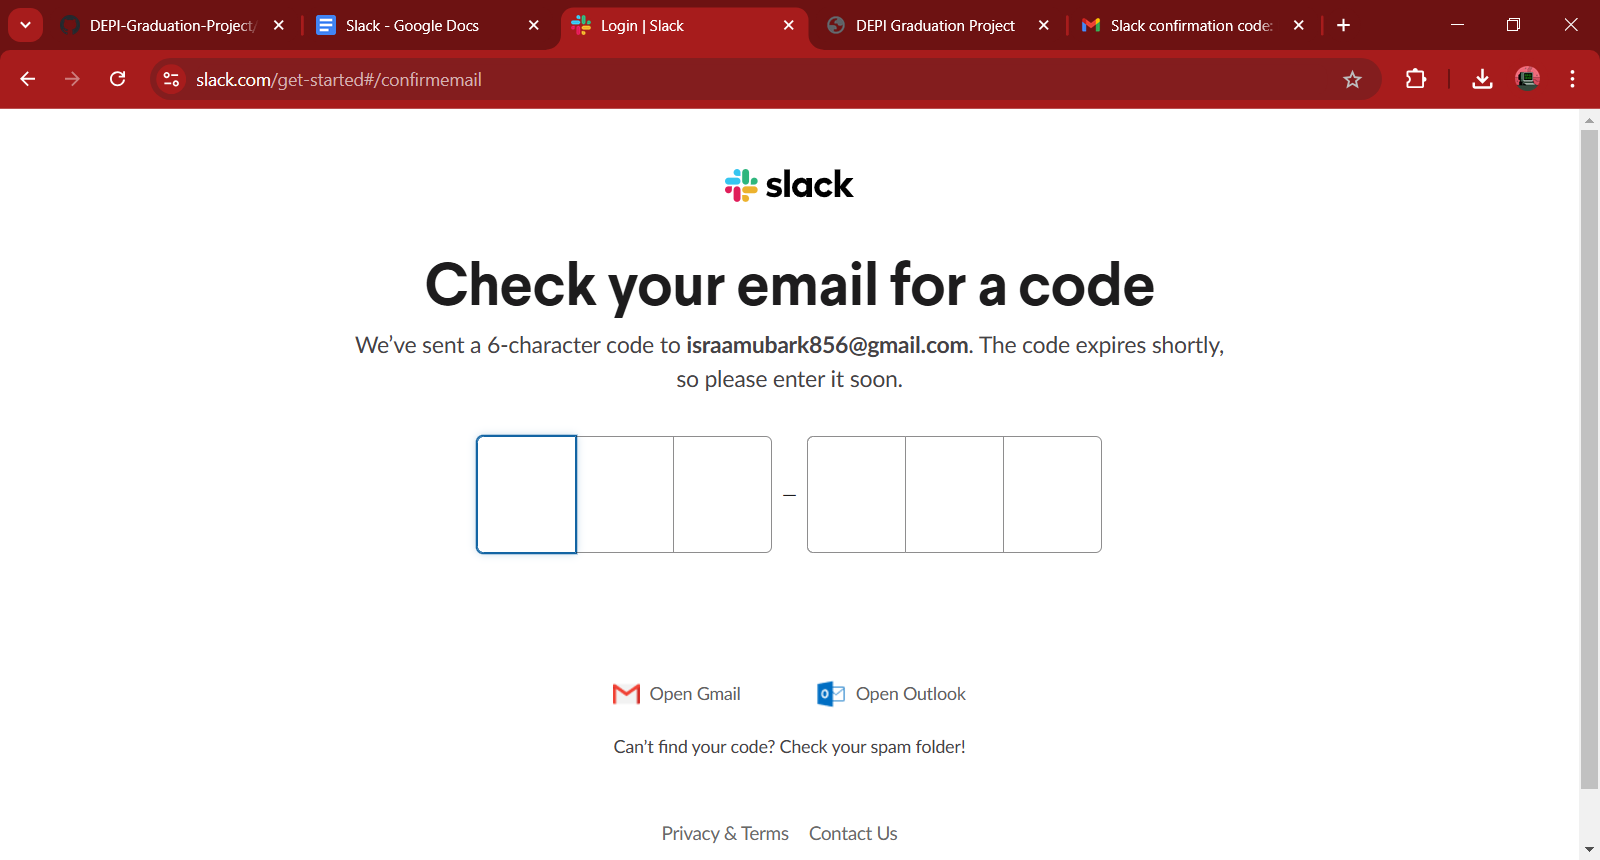 DEPI-Graduation-Project/
Slack - Google Docs
Login | Slack
DEPI Graduation Project
Slack confirmation code:
slack.com/get-started#/confirmemail
slack
Check your email for a code
We’ve sent a 6-character code to israamubark856@gmail.com. The code expires shortly,
so please enter it soon.
–
Open Gmail
Open Outlook
Can’t find your code? Check your spam folder!
Privacy & Terms
Contact Us